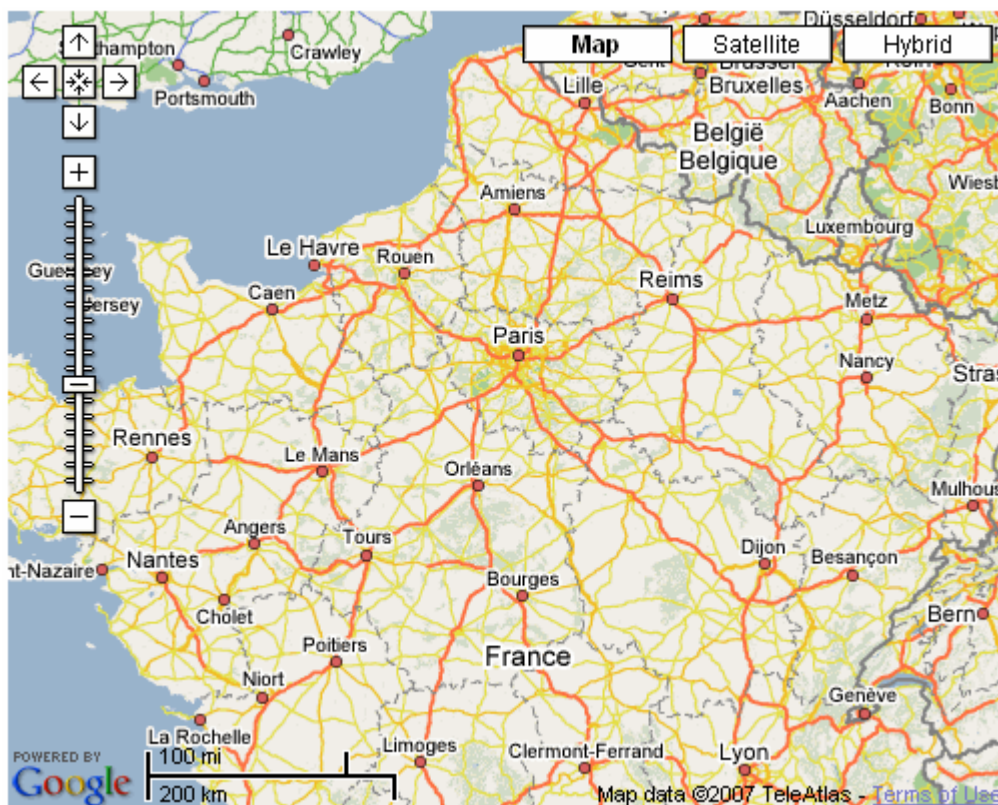 Düsseldorf
Map
Satellite
Hybrid
Crawley
Portsmouth
Lille
Bruxelles
Aachen
Bonn
België
Belgique
Wiesb
Amiens
Luxembourg
Le Havre
Rouen
Reims
Caen
Metz
Paris
Nancy
Stras
Rennes
Le Mans
Orléans
Mulhous
Angers
Tours
Dijon
Besançon
nt-Nazaire
Nantes
Bourges
Cholet
Bern
Poitiers
France
Niort
Genève
La Rochelle
Limoges
Clermont-Ferrand
Lyon
POWERED BY
Google
100 mi
200 km
Map data ©2007 TeleAtlas - Terms of Use